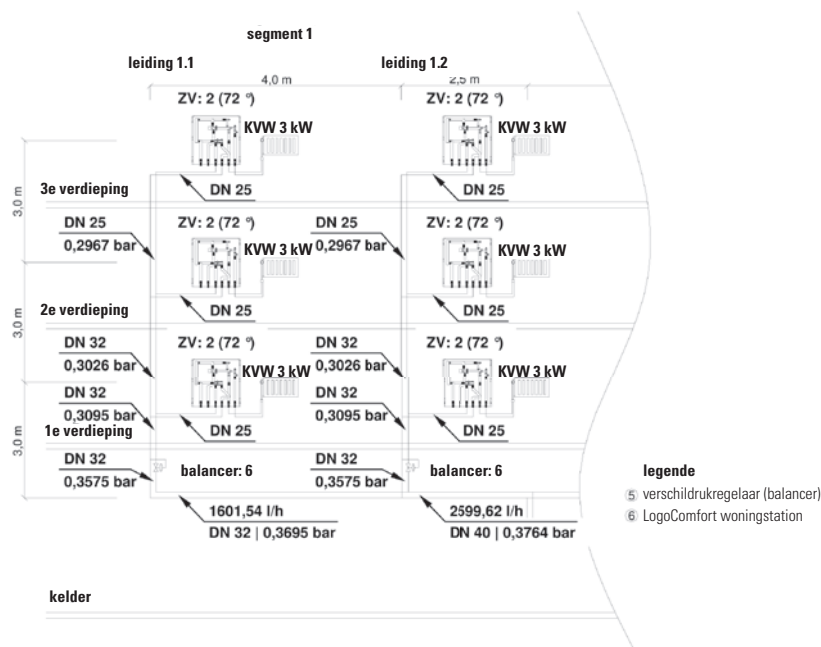 segment 1
leiding 1.1
leiding 1.2
4,0 m
2,5 m
ZV: 2 (72 °)
ZV: 2 (72 °)
KVW 3 kW
KVW 3 kW
3,0 m
3e verdieping
DN 25
DN 25
DN 25
0,2967 bar
ZV: 2 (72 °)
DN 25
0,2967 bar
ZV: 2 (72 °)
KVW 3 kW
KVW 3 kW
3,0 m
2e verdieping
DN 25
DN 25
DN 32
0,3026 bar
ZV: 2 (72 °)
DN 32
0,3026 bar
ZV: 2 (72 °)
KVW 3 kW
KVW 3 kW
DN 32
0,3095 bar
DN 32
0,3095 bar
3,0 m
1e verdieping
DN 25
DN 25
DN 32
0,3575 bar
balancer: 6
DN 32
0,3575 bar
balancer: 6
1601,54 l/h
DN 32 | 0,3695 bar
2599,62 l/h
DN 40 | 0,3764 bar
legende
5 verschildrukregelaar (balancer)
6 LogoComfort woningstation
kelder